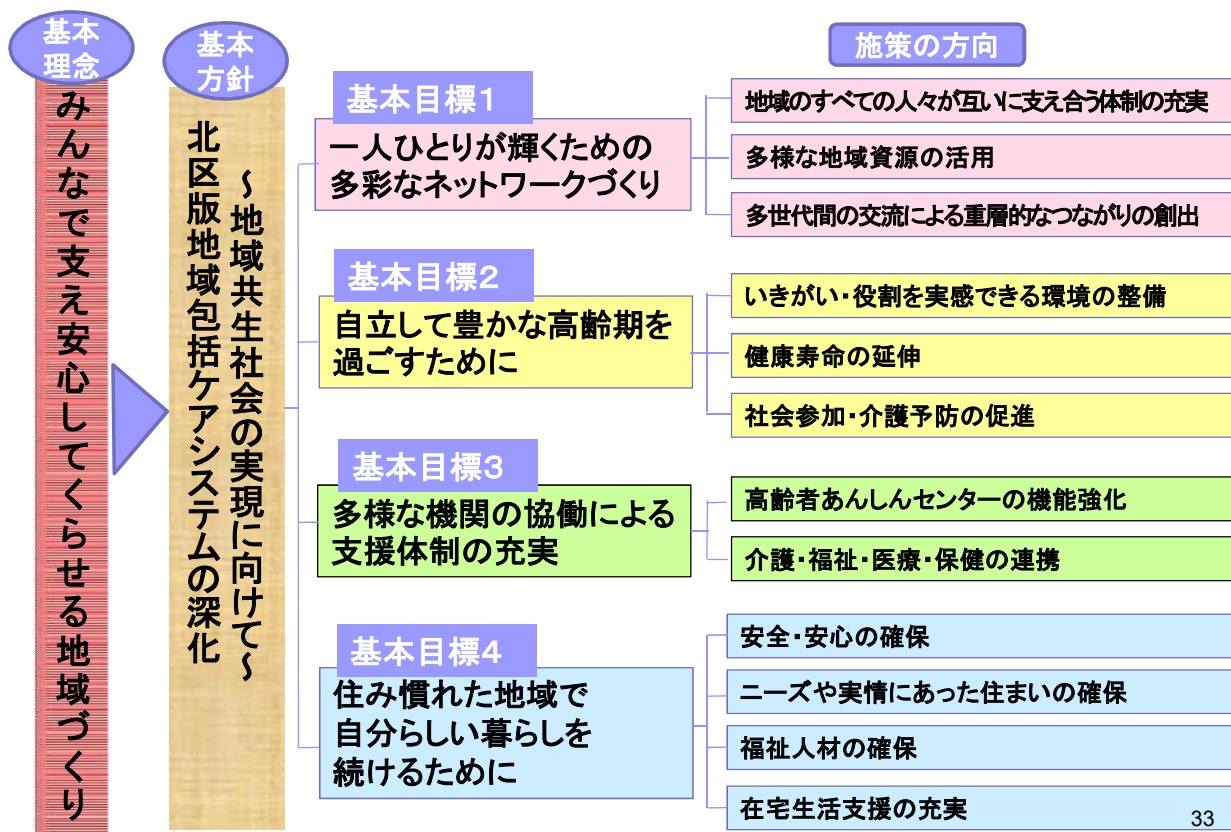 基本
理念
みんなで支え安心してくらせる地域づくり
基本
方針
北区版地域包括ケアシステムの深化
～地域共生社会の実現に向けて～
施策の方向
基本目標1
一人ひとりが輝くための
多彩なネットワークづくり
地域のすべての人々が互いに支え合う体制の充実
多様な地域資源の活用
多世代間の交流による重層的なつながりの創出
基本目標2
自立して豊かな高齢期を
過ごすために
いきがい・役割を実感できる環境の整備
健康寿命の延伸
社会参加・介護予防の促進
基本目標3
多様な機関の協働による
支援体制の充実
高齢者あんしんセンターの機能強化
介護・福祉・医療・保健の連携
基本目標4
住み慣れた地域で
自分らしい暮らしを
続けるために
安全・安心の確保
ニーズや実情にあった住まいの確保
福祉人材の確保
在宅生活支援の充実
33